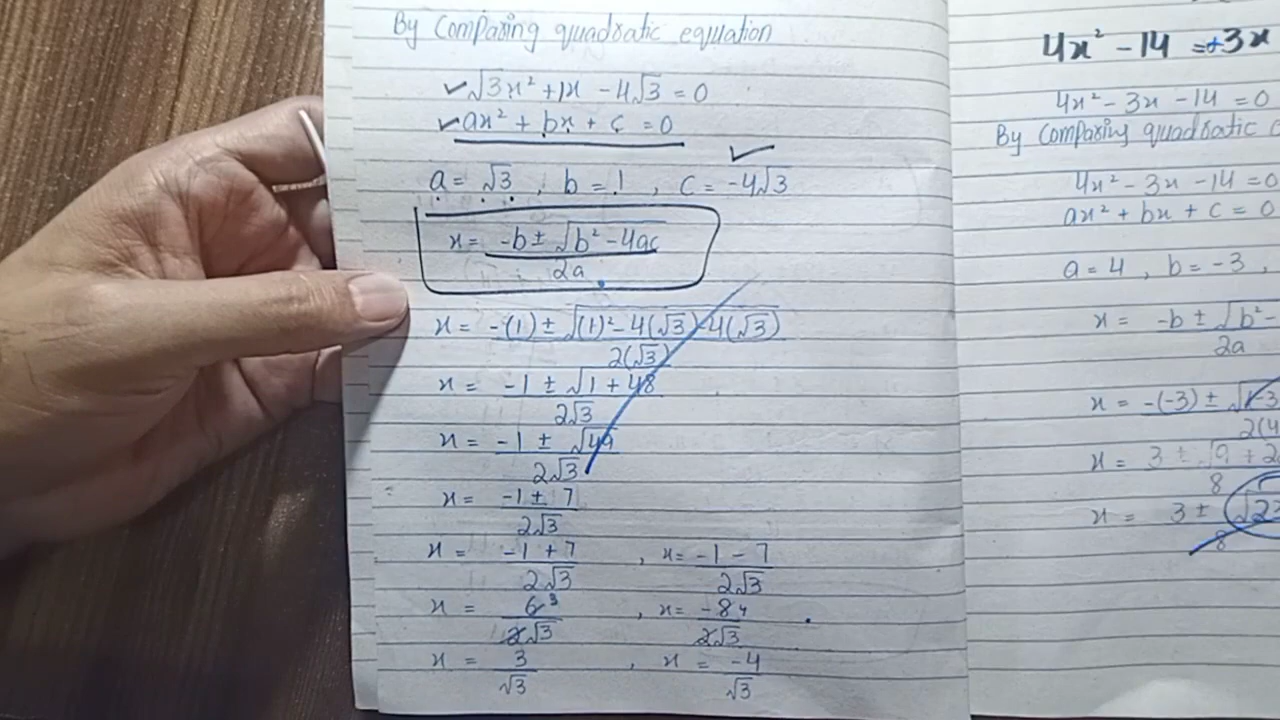 By Comparing quadratic equation
√3x² + 1x - 4√3 = 0
ax² + bx + c = 0
a = √3 , b = 1 , c = -4√3
x = -b ± √b² - 4ac
2a
x = -(1) ± √(1)² - 4(√3)-4(√3)
2(√3)
x = -1 ± √1 + 48
2√3
x = -1 ± √49
2√3
x = -1 ± 7
2√3
x = -1 + 7 , x = -1 - 7
2√3 2√3
x = 6 3 , x = -8 4
2√3 2√3
x = 3 , x = -4
√3 √3
4x² - 14 = +3x
4x² - 3x - 14 = 0
By Comparing quadratic
4x² - 3x - 14 = 0
ax² + bx + c = 0
a = 4 , b = -3 ,
x = -b ± √b² -
2a
x = -(-3) ± √(-3
2(4
x = 3 ± √9 + 2
8
x = 3 ± √23
8